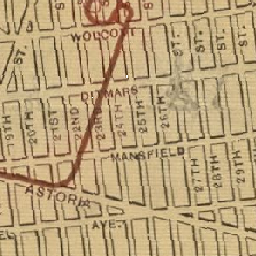 WOLCOTT
ST.
ST.
ST.
ST.
DITMARS
19TH
20TH
21ST
22ND
23RD
24TH
25TH
26TH
MANSFIELD
27TH
28TH
29TH
ASTORIA
AVE.